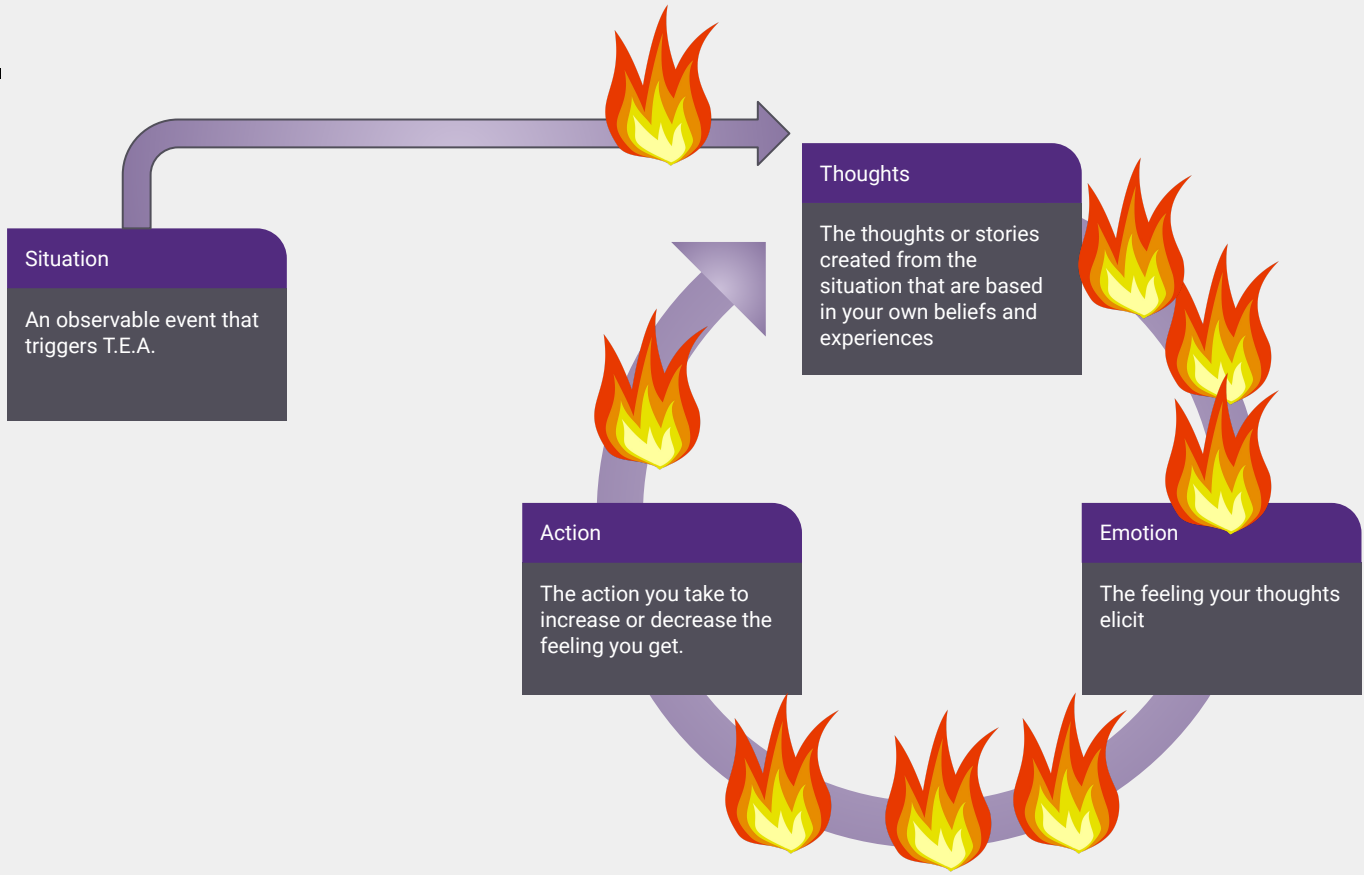 Situation
An observable event that
triggers T.E.A.
Thoughts
The thoughts or stories
created from the
situation that are based
in your own beliefs and
experiences
Emotion
The feeling your thoughts
elicit
Action
The action you take to
increase or decrease the
feeling you get.